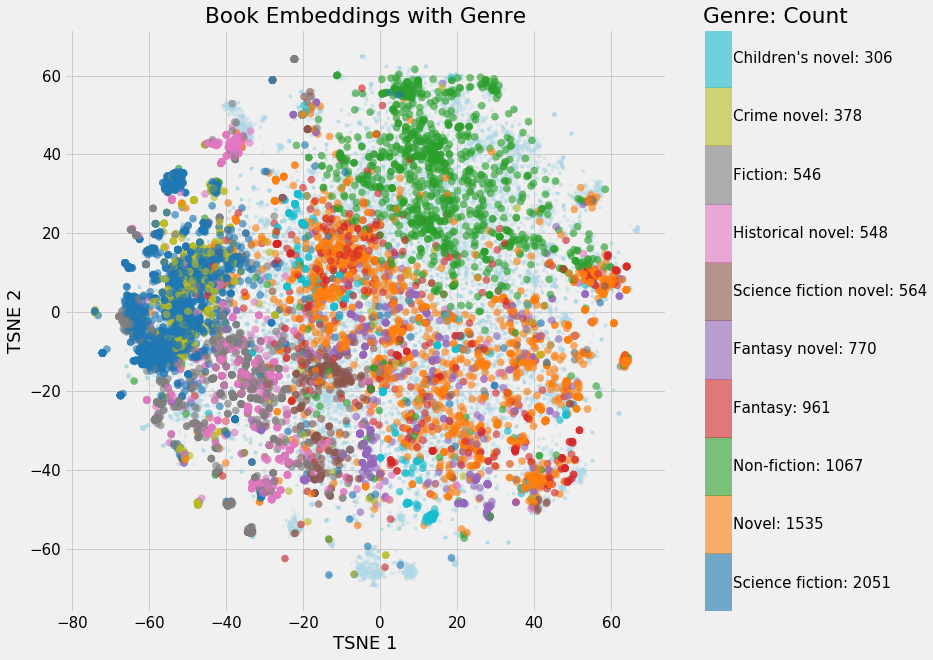 Book Embeddings with Genre
Genre: Count
60
40
20
0
−20
−40
−60
TSNE 2
−80
−60
−40
−20
0
20
40
60
TSNE 1
Children's novel: 306
Crime novel: 378
Fiction: 546
Historical novel: 548
Science fiction novel: 564
Fantasy novel: 770
Fantasy: 961
Non-fiction: 1067
Novel: 1535
Science fiction: 2051